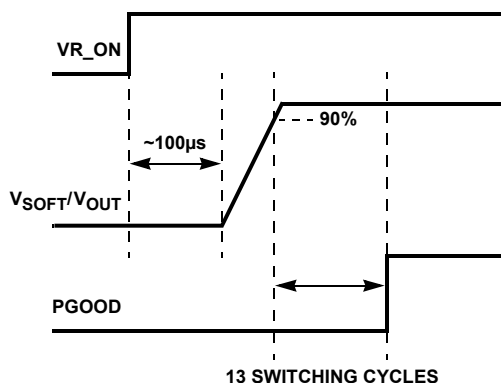 VR_ON
90%
~100µs
VSOFT/VOUT
PGOOD
13 SWITCHING CYCLES